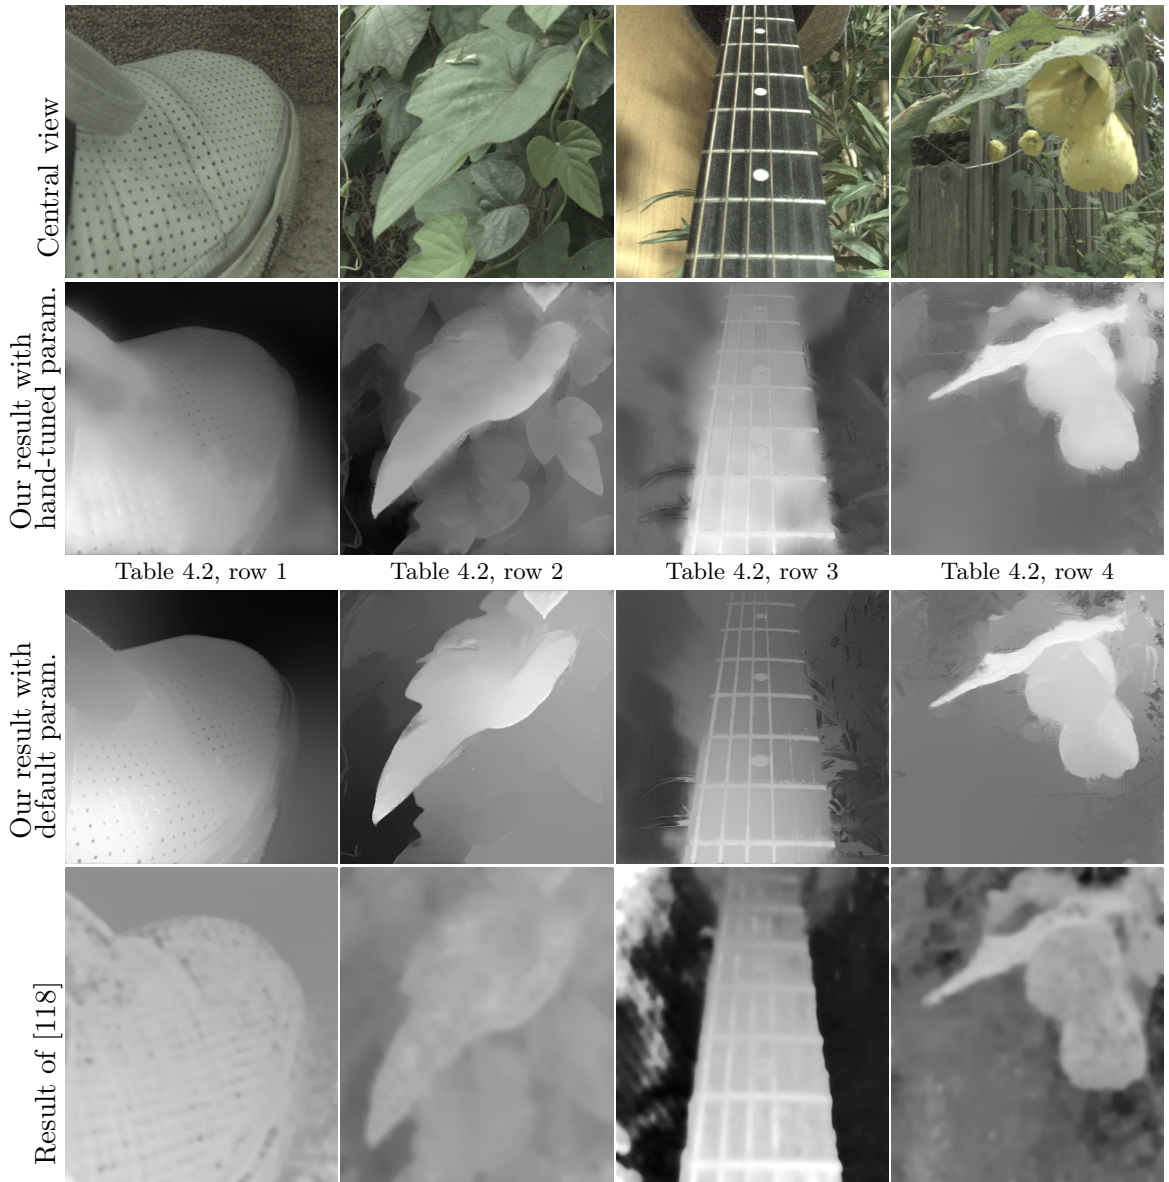 Central view
Our result with
hand-tuned param.
Table 4.2, row 1
Table 4.2, row 2
Table 4.2, row 3
Table 4.2, row 4
Our result with
default param.
Result of [118]